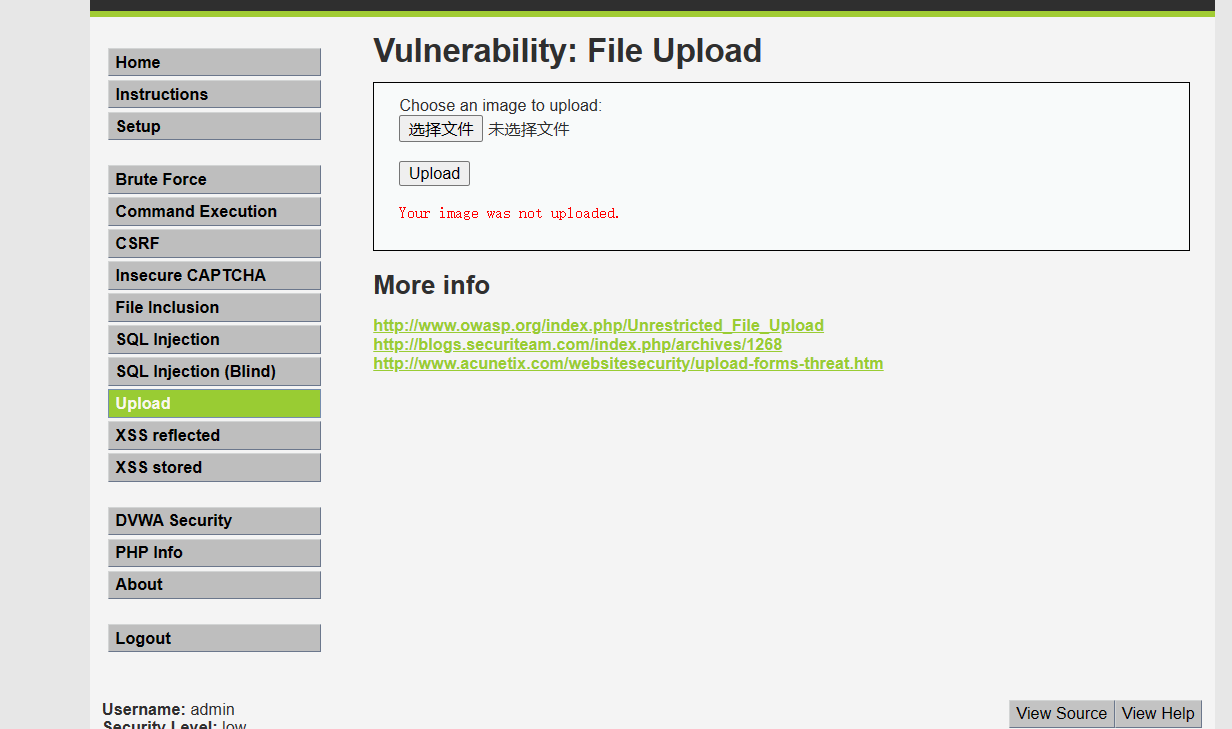 Home
Instructions
Setup
Brute Force
Command Execution
CSRF
Insecure CAPTCHA
File Inclusion
SQL Injection
SQL Injection (Blind)
Upload
XSS reflected
XSS stored
DVWA Security
PHP Info
About
Logout
Vulnerability: File Upload
Choose an image to upload:
选择文件 未选择文件
Upload
Your image was not uploaded.
More info
http://www.owasp.org/index.php/Unrestricted_File_Upload
http://blogs.securiteam.com/index.php/archives/1268
http://www.acunetix.com/websitesecurity/upload-forms-threat.htm
Username: admin
Security Level: low
View Source View Help